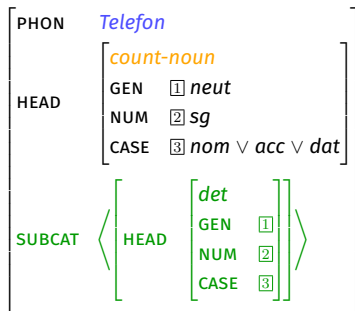 PHON Telefon
count-noun
GEN 1 neut
HEAD
NUM 2 sg
CASE 3 nom ∨ acc ∨ dat
det
GEN 1
SUBCAT ⟨ HEAD ⟩
NUM 2
CASE 3